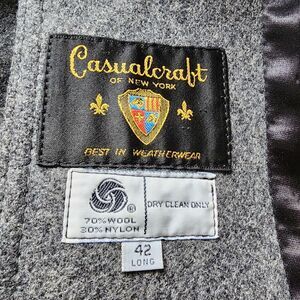 Casualcraft
OF NEW YORK
BEST IN WEATHERWEAR
®
70% WOOL
30% NYLON
DRY CLEAN ONLY
42
LONG